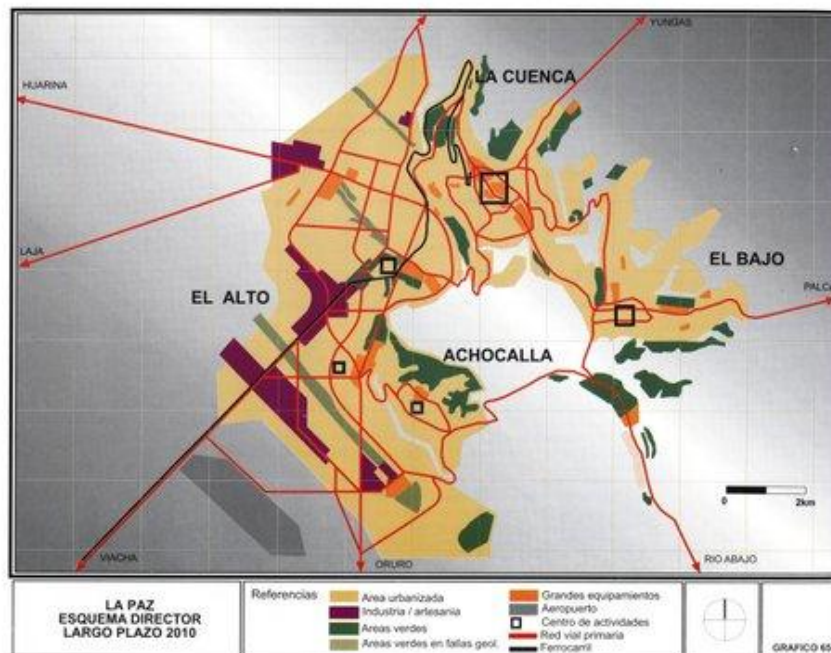 YUNGAS
LA CUENCA
HUARINA
LAJA
EL BAJO
EL ALTO
PALCA
ACHOCALLA
2km
VIACHA
ORURO
RIO ABAJO
LA PAZ
ESQUEMA DIRECTOR
LARGO PLAZO 2010
Referencias
Area urbanizada
Industria / artesania
Areas verdes
Areas verdes en fallas geol.
Grandes equipamientos
Aeropuerto
Centro de actividades
Red vial primaria
Ferrocarril
GRAFICO 65